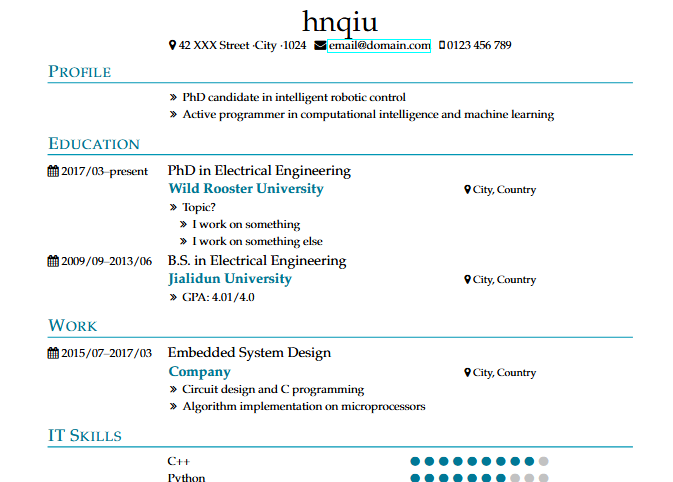 hnqiu
42 XXX Street ·City ·1024 email@domain.com 0123 456 789
PROFILE
» PhD candidate in intelligent robotic control
» Active programmer in computational intelligence and machine learning
EDUCATION
2017/03–present PhD in Electrical Engineering
Wild Rooster University City, Country
» Topic?
» I work on something
» I work on something else
2009/09–2013/06 B.S. in Electrical Engineering
Jialidun University City, Country
» GPA: 4.01/4.0
WORK
2015/07–2017/03 Embedded System Design
Company City, Country
» Circuit design and C programming
» Algorithm implementation on microprocessors
IT SKILLS
C++
Python